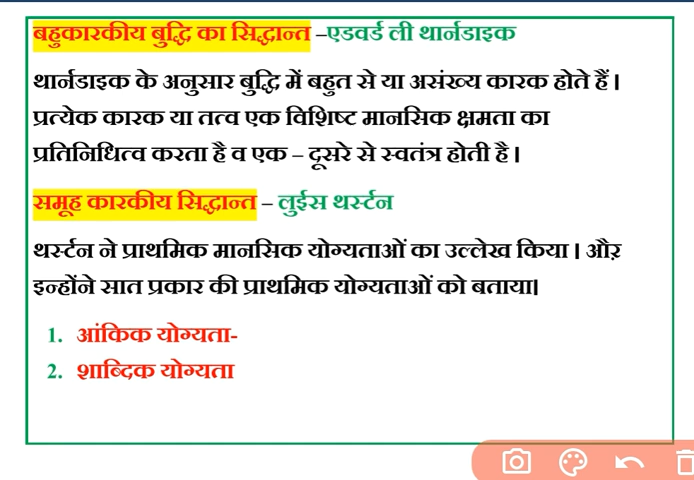 बहुकारकीय बुद्धि का सिद्धान्त –एडवर्ड ली थार्नडाइक
थार्नडाइक के अनुसार बुद्धि में बहुत से या असंख्य कारक होते हैं।
प्रत्येक कारक या तत्व एक विशिष्ट मानसिक क्षमता का
प्रतिनिधित्व करता है व एक – दूसरे से स्वतंत्र होती है।
समूह कारकीय सिद्धान्त – लुईस थर्स्टन
थर्स्टन ने प्राथमिक मानसिक योग्यताओं का उल्लेख किया। और
इन्होंने सात प्रकार की प्राथमिक योग्यताओं को बताया।
1. आंकिक योग्यता-
2. शाब्दिक योग्यता